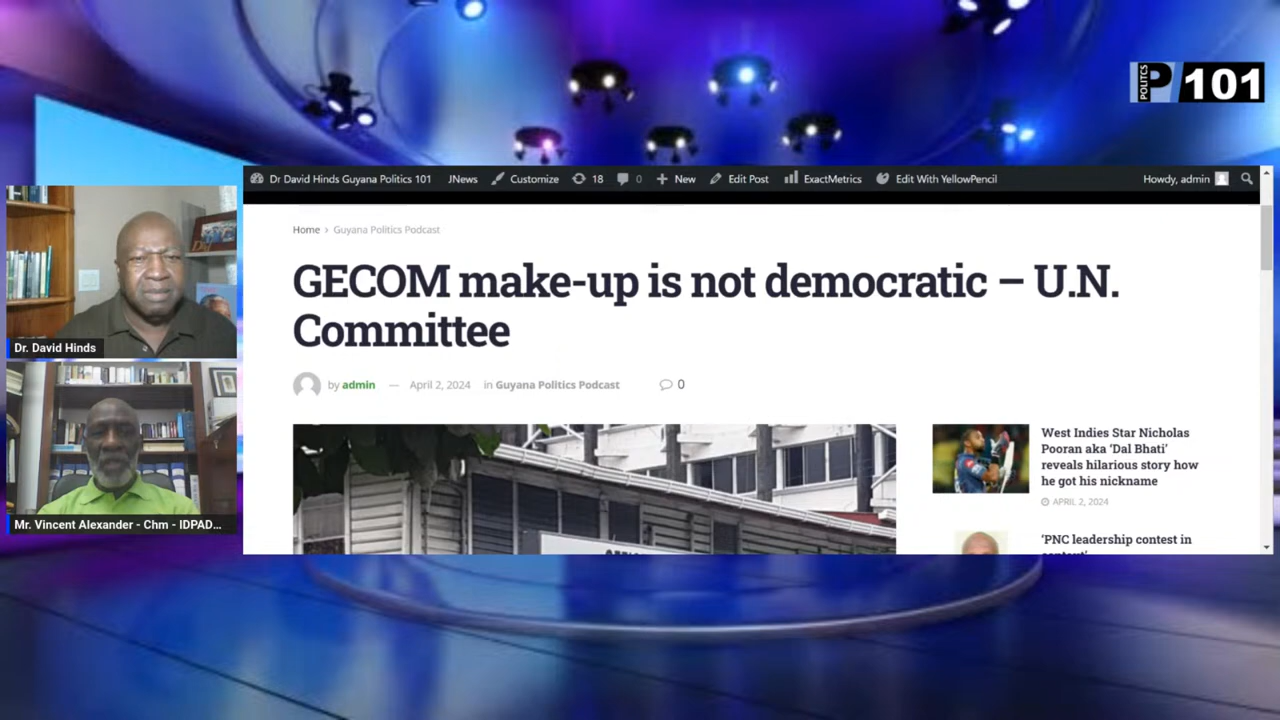 POLITCS P 101
Dr David Hinds Guyana Politics 101 JNews Customize 18 0 New Edit Post ExactMetrics Edit With YellowPencil Howdy, admin
Home > Guyana Politics Podcast
GECOM make-up is not democratic – U.N.
Committee
by admin — April 2, 2024 in Guyana Politics Podcast 0
West Indies Star Nicholas
Pooran aka ‘Dal Bhati’
reveals hilarious story how
he got his nickname
APRIL 2, 2024
‘PNC leadership contest in
Dr. David Hinds
Mr. Vincent Alexander - Chm - IDPAD...